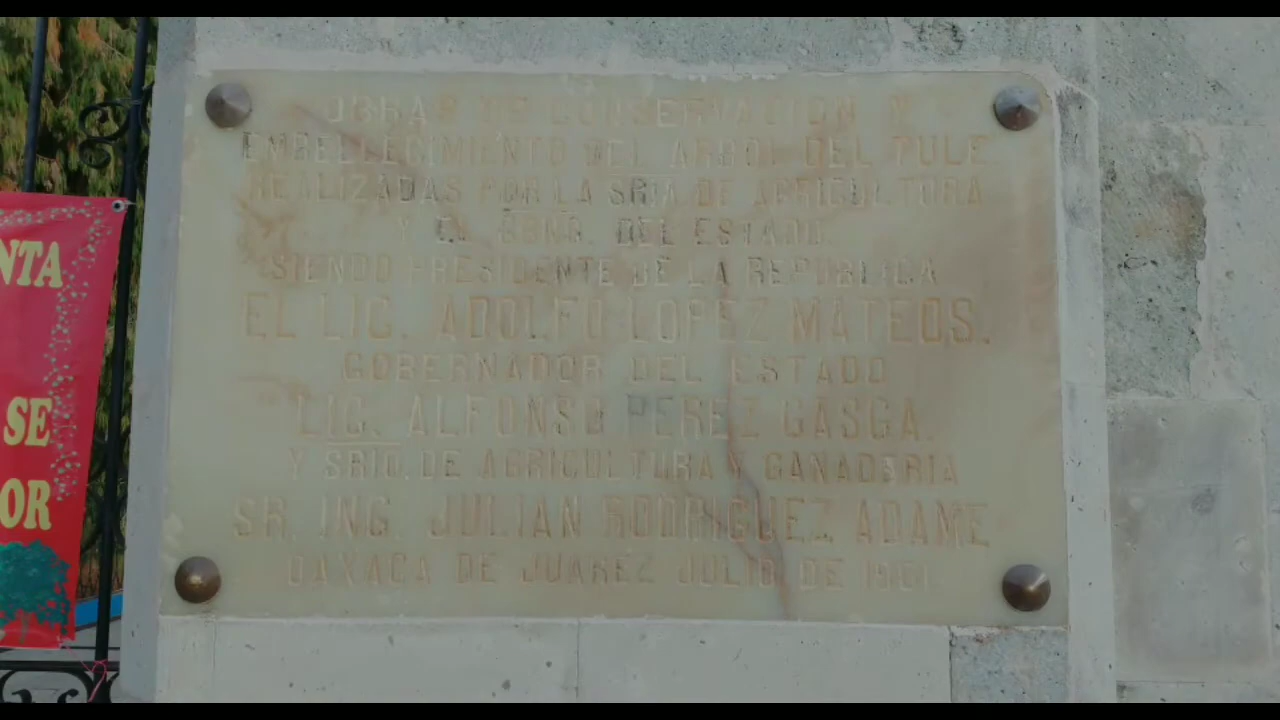 OBRAS DE CONSERVACION Y
EMBELLECIMIENTO DEL ARBOL DEL TULE
REALIZADAS POR LA SRIA. DE AGRICULTURA
Y EL GBNO. DEL ESTADO.
SIENDO PRESIDENTE DE LA REPUBLICA
EL LIC. ADOLFO LOPEZ MATEOS.
GOBERNADOR DEL ESTADO
LIC. ALFONSO PEREZ GASGA.
Y SRIO. DE AGRICULTURA Y GANADERIA
SR. ING. JULIAN RODRIGUEZ ADAME
OAXACA DE JUAREZ JULIO DE 1961.
NTA
SE
OR